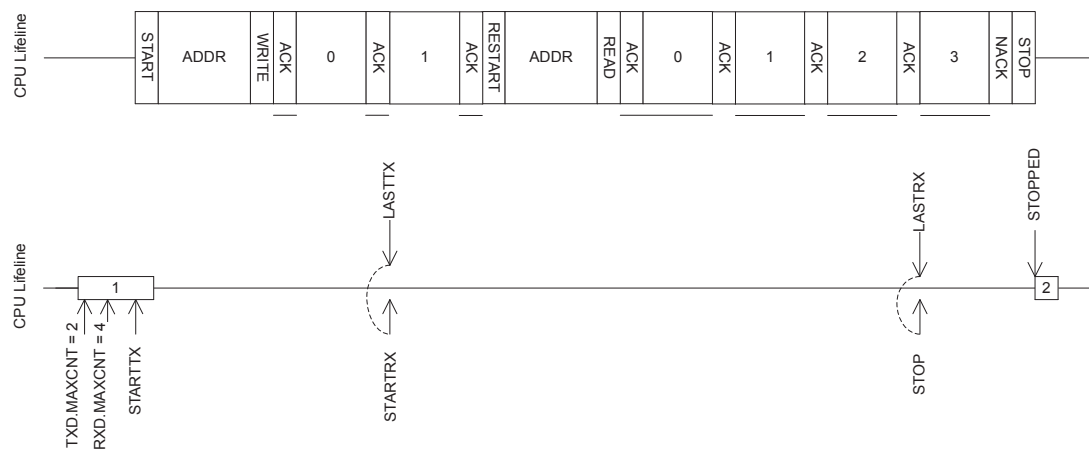 CPU Lifeline
START
ADDR
WRITE
ACK
0
ACK
1
ACK
RESTART
ADDR
READ
ACK
0
ACK
1
ACK
2
ACK
3
NACK
STOP
CPU Lifeline
1
TXD.MAXCNT = 2
RXD.MAXCNT = 4
STARTTX
LASTTX
STARTRX
LASTRX
STOP
STOPPED
2